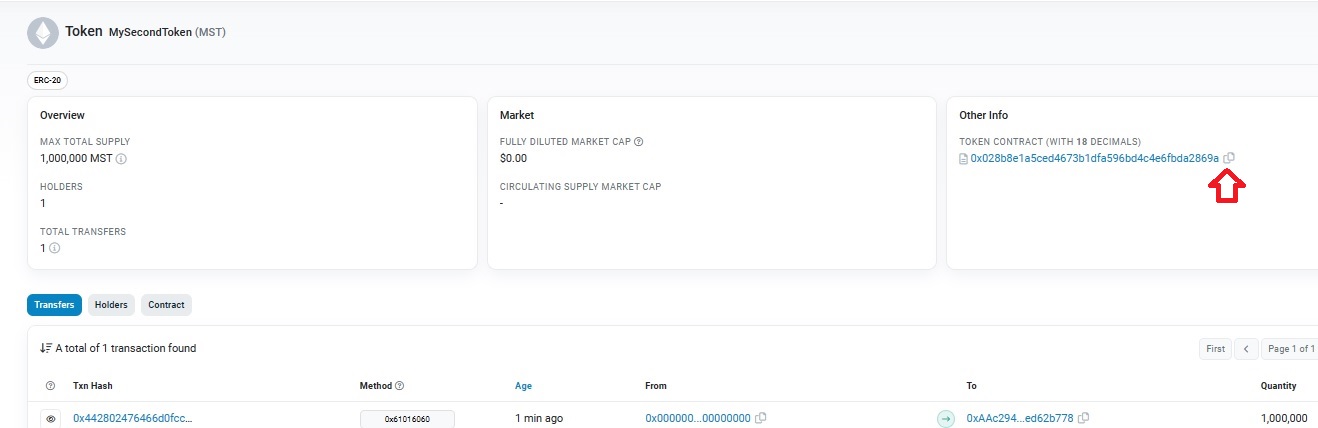 Token MySecondToken (MST)
ERC-20
Overview
MAX TOTAL SUPPLY
1,000,000 MST
HOLDERS
1
TOTAL TRANSFERS
1
Market
FULLY DILUTED MARKET CAP
$0.00
CIRCULATING SUPPLY MARKET CAP
-
Other Info
TOKEN CONTRACT (WITH 18 DECIMALS)
0x028b8e1a5ced4673b1dfa596bd4c4e6fbda2869a
Transfers Holders Contract
A total of 1 transaction found
First Page 1 of 1
Txn Hash Method Age From To Quantity
0x442802476466d0fcc... 0x61016060 1 min ago 0x000000...00000000 0xAAc294...ed62b778 1,000,000